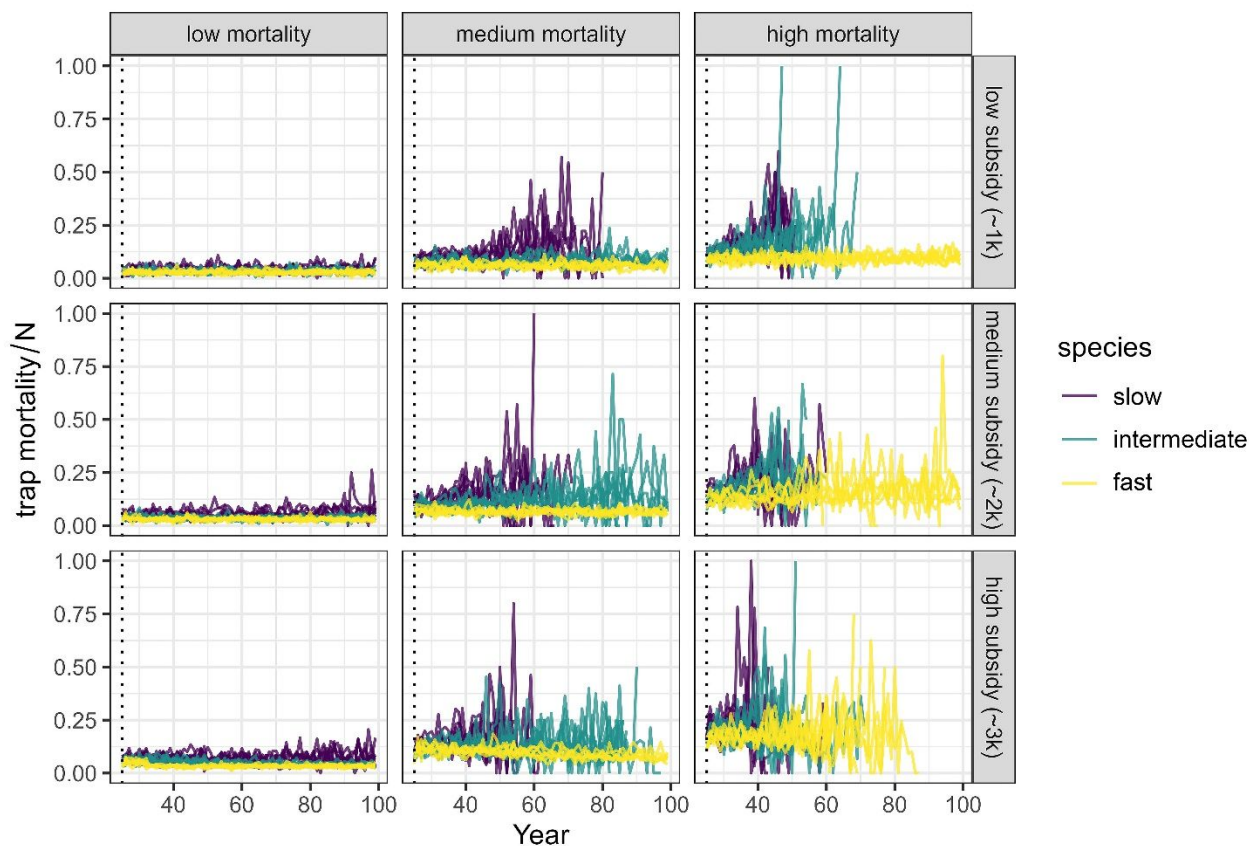 low mortality
medium mortality
high mortality
1.00
0.75
0.50
0.25
0.00
low subsidy (~1k)
1.00
0.75
0.50
0.25
0.00
medium subsidy (~2k)
1.00
0.75
0.50
0.25
0.00
high subsidy (~3k)
trap mortality/N
40 60 80 100
40 60 80 100
40 60 80 100
Year
species
slow
intermediate
fast